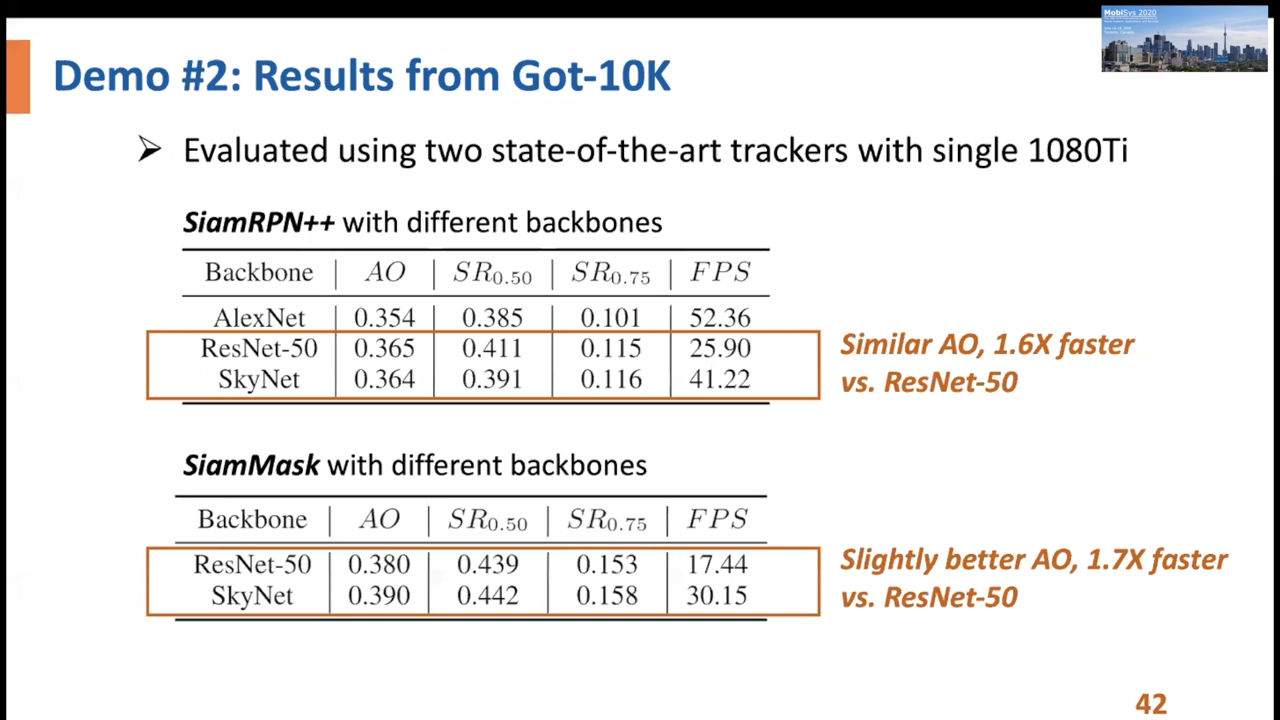 MobiSys 2020
Demo #2: Results from Got-10K
➢ Evaluated using two state-of-the-art trackers with single 1080Ti
SiamRPN++ with different backbones
Backbone | AO | SR0.50 | SR0.75 | FPS
AlexNet | 0.354 | 0.385 | 0.101 | 52.36
ResNet-50 | 0.365 | 0.411 | 0.115 | 25.90
SkyNet | 0.364 | 0.391 | 0.116 | 41.22
Similar AO, 1.6X faster
vs. ResNet-50
SiamMask with different backbones
Backbone | AO | SR0.50 | SR0.75 | FPS
ResNet-50 | 0.380 | 0.439 | 0.153 | 17.44
SkyNet | 0.390 | 0.442 | 0.158 | 30.15
Slightly better AO, 1.7X faster
vs. ResNet-50
42